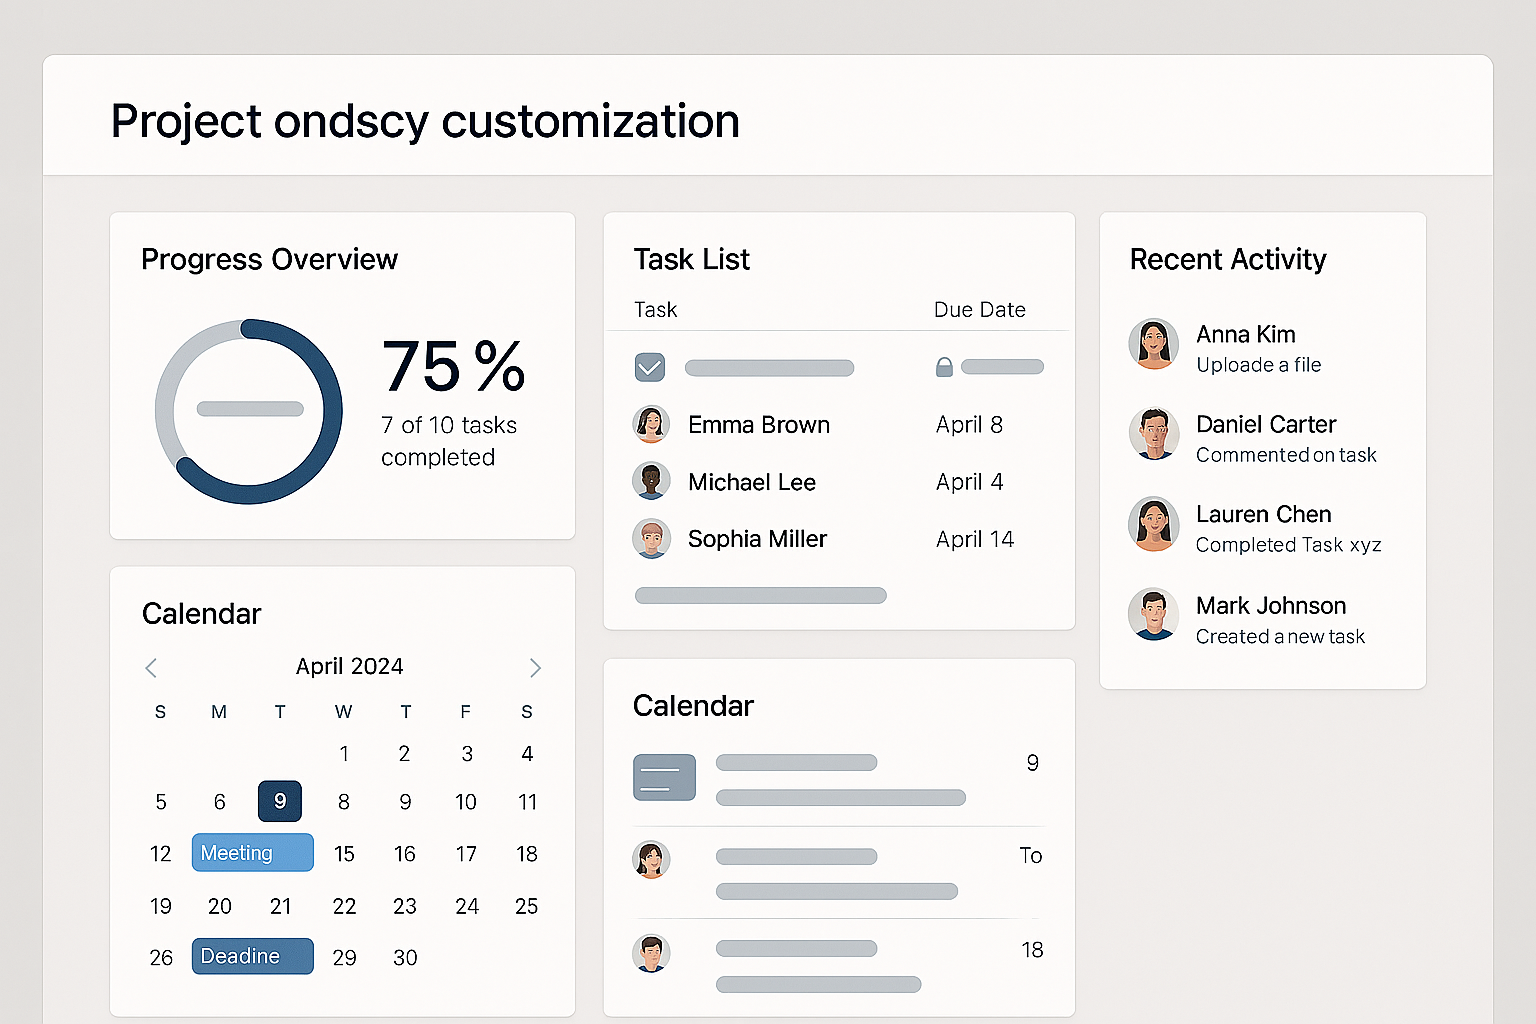 Project ondscy customization
Progress Overview
75%
7 of 10 tasks
completed
Calendar
April 2024
S M T W T F S
1 2 3 4
5 6 9 8 9 10 11
12 Meeting 15 16 17 18
19 20 21 22 23 24 25
26 Deadine 29 30
Task List
Task Due Date
Emma Brown April 8
Michael Lee April 4
Sophia Miller April 14
Calendar
9
To
18
Recent Activity
Anna Kim
Uploade a file
Daniel Carter
Commented on task
Lauren Chen
Completed Task xyz
Mark Johnson
Created a new task